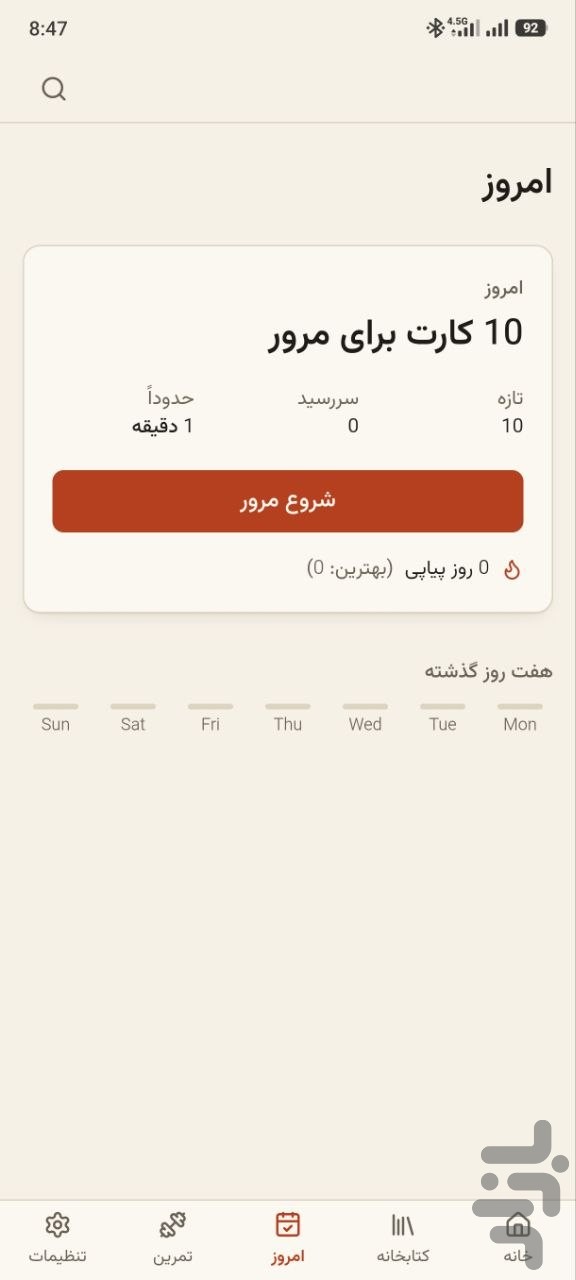 8:47
4.5G
92
امروز
امروز
10 کارت برای مرور
تازه
سررسید
حدوداً
10
0
1 دقیقه
شروع مرور
0 روز پیاپی (بهترین: 0)
هفت روز گذشته
Mon Tue Wed Thu Fri Sat Sun
خانه کتابخانه امروز تمرین تنظیمات